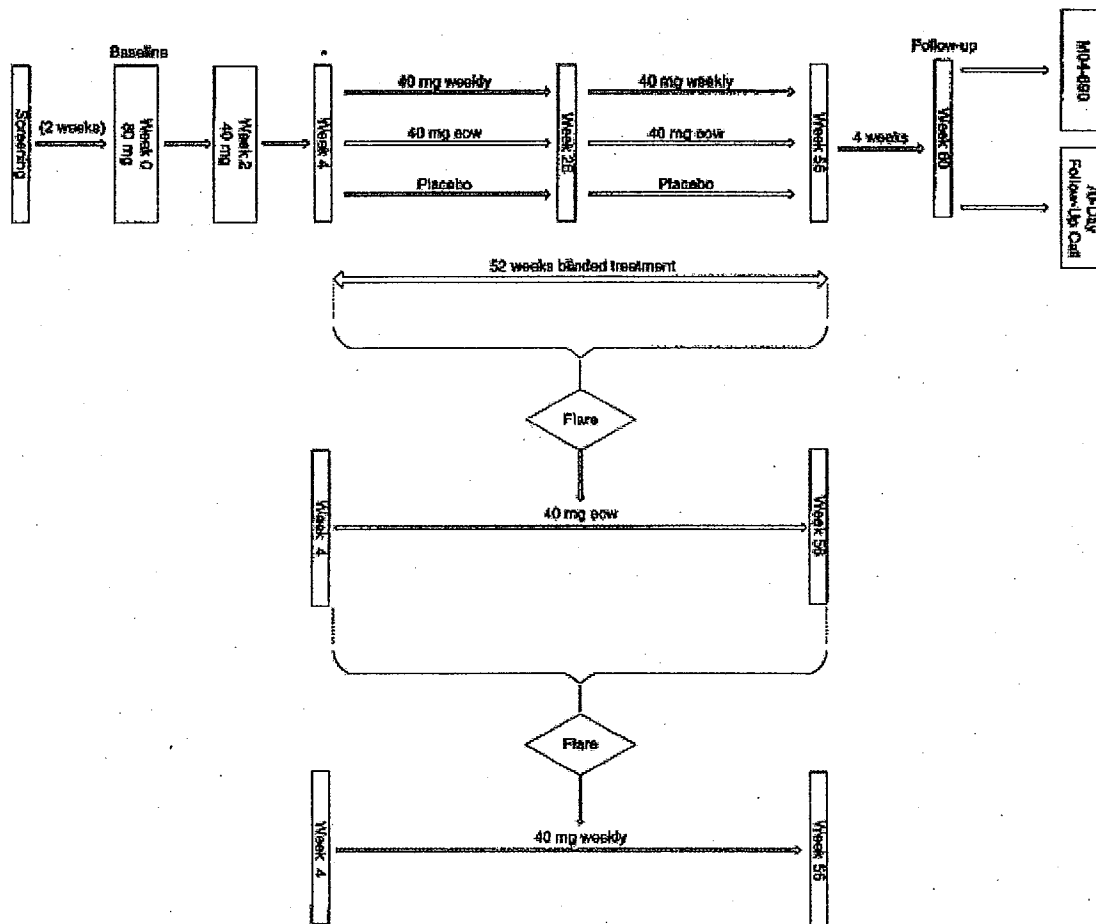 Baseline
*
Follow-up
Screening
(2 weeks)
Week 0
80 mg
Week 2
40 mg
Week 4
40 mg weekly
40 mg eow
Placebo
40 mg weekly
40 mg eow
Placebo
Week 56
4 weeks
Week 60
M04-690
Follow-Up Call
52 weeks blinded treatment
Flare
Week 4
40 mg eow
Week 56
Flare
Week 4
40 mg weekly
Week 56